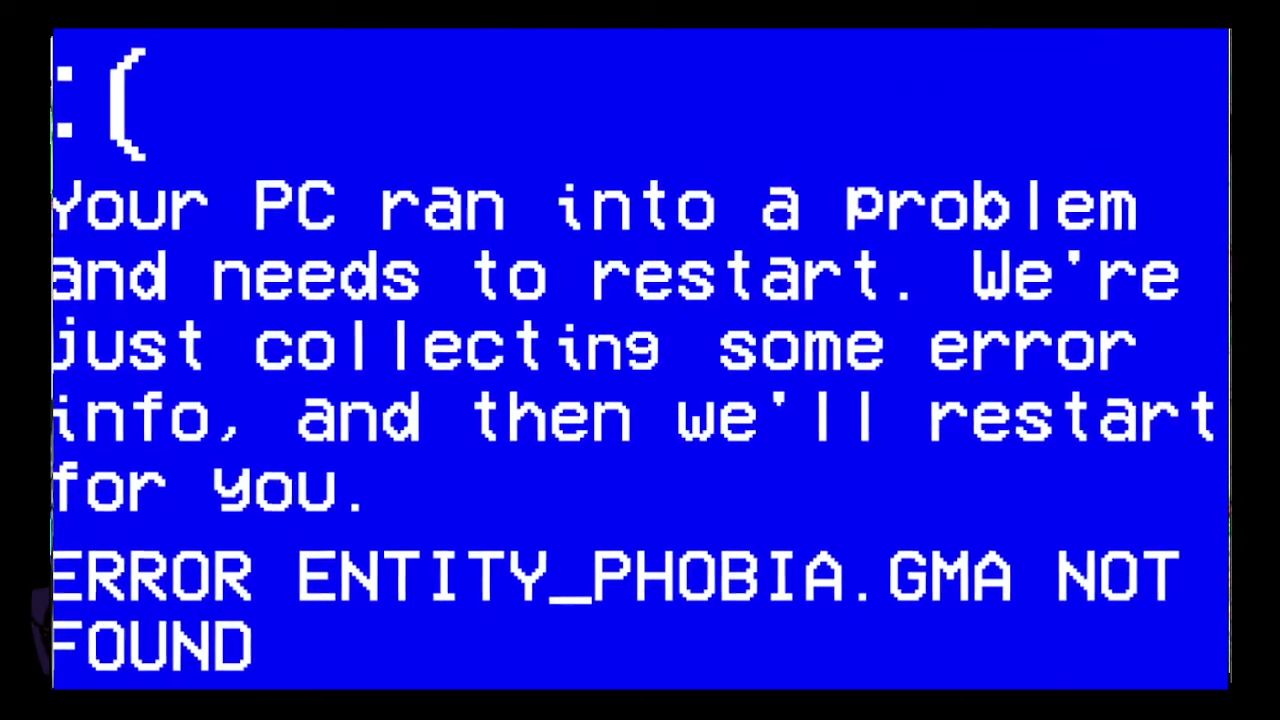 :(
Your PC ran into a problem
and needs to restart. We're
just collecting some error
info, and then we'll restart
for you.
ERROR ENTITY_PHOBIA.GMA NOT
FOUND